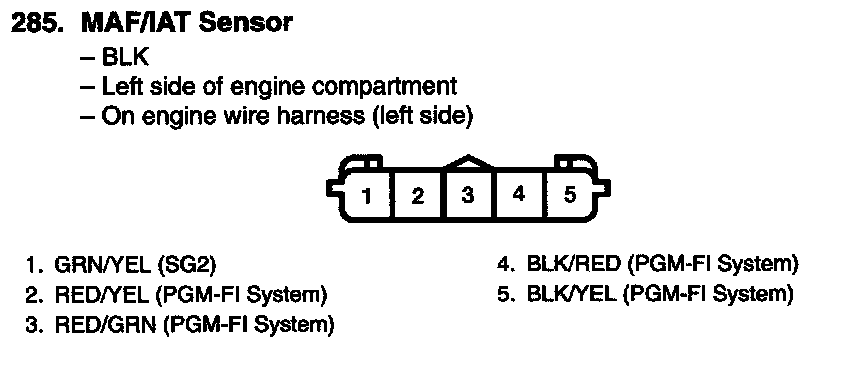 285. MAF/IAT Sensor
– BLK
– Left side of engine compartment
– On engine wire harness (left side)
1 2 3 4 5
1. GRN/YEL (SG2)
2. RED/YEL (PGM-FI System)
3. RED/GRN (PGM-FI System)
4. BLK/RED (PGM-FI System)
5. BLK/YEL (PGM-FI System)